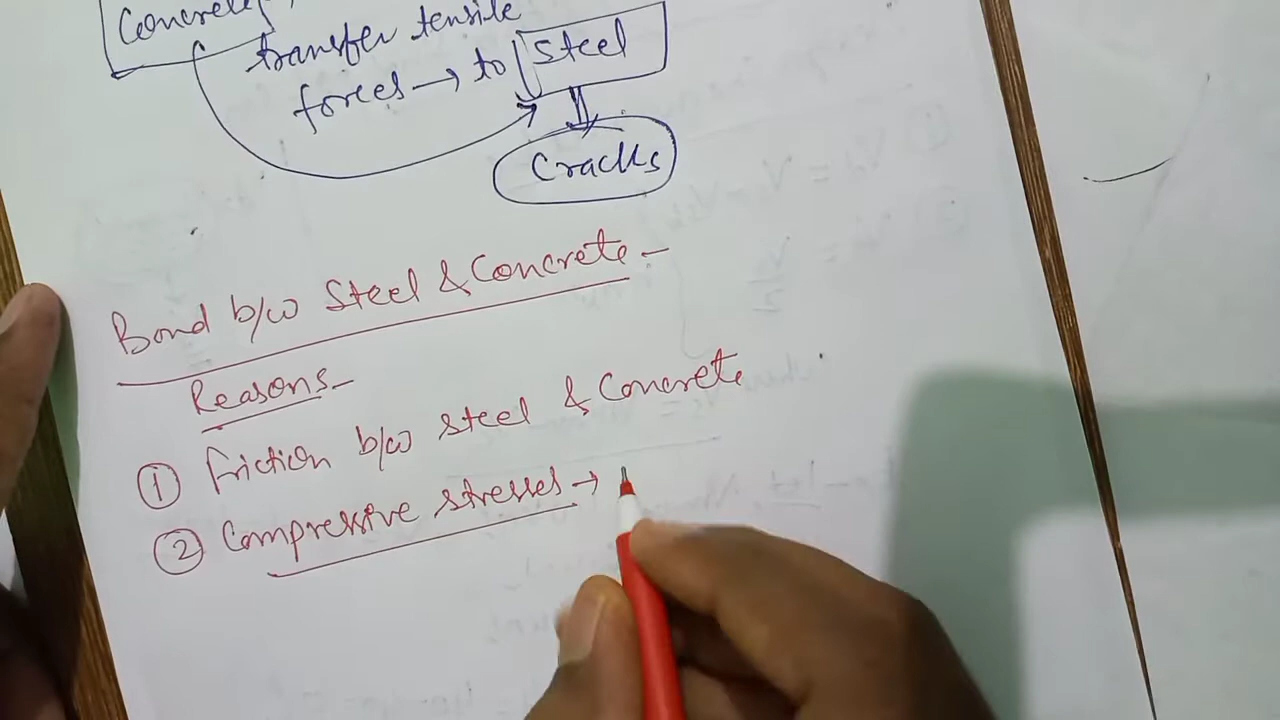 Concrete
transfer tensile
forces → to steel
Cracks
Bond b/w Steel & Concrete -
Reasons -
① friction b/w steel & Concrete
② Compressive stresses →